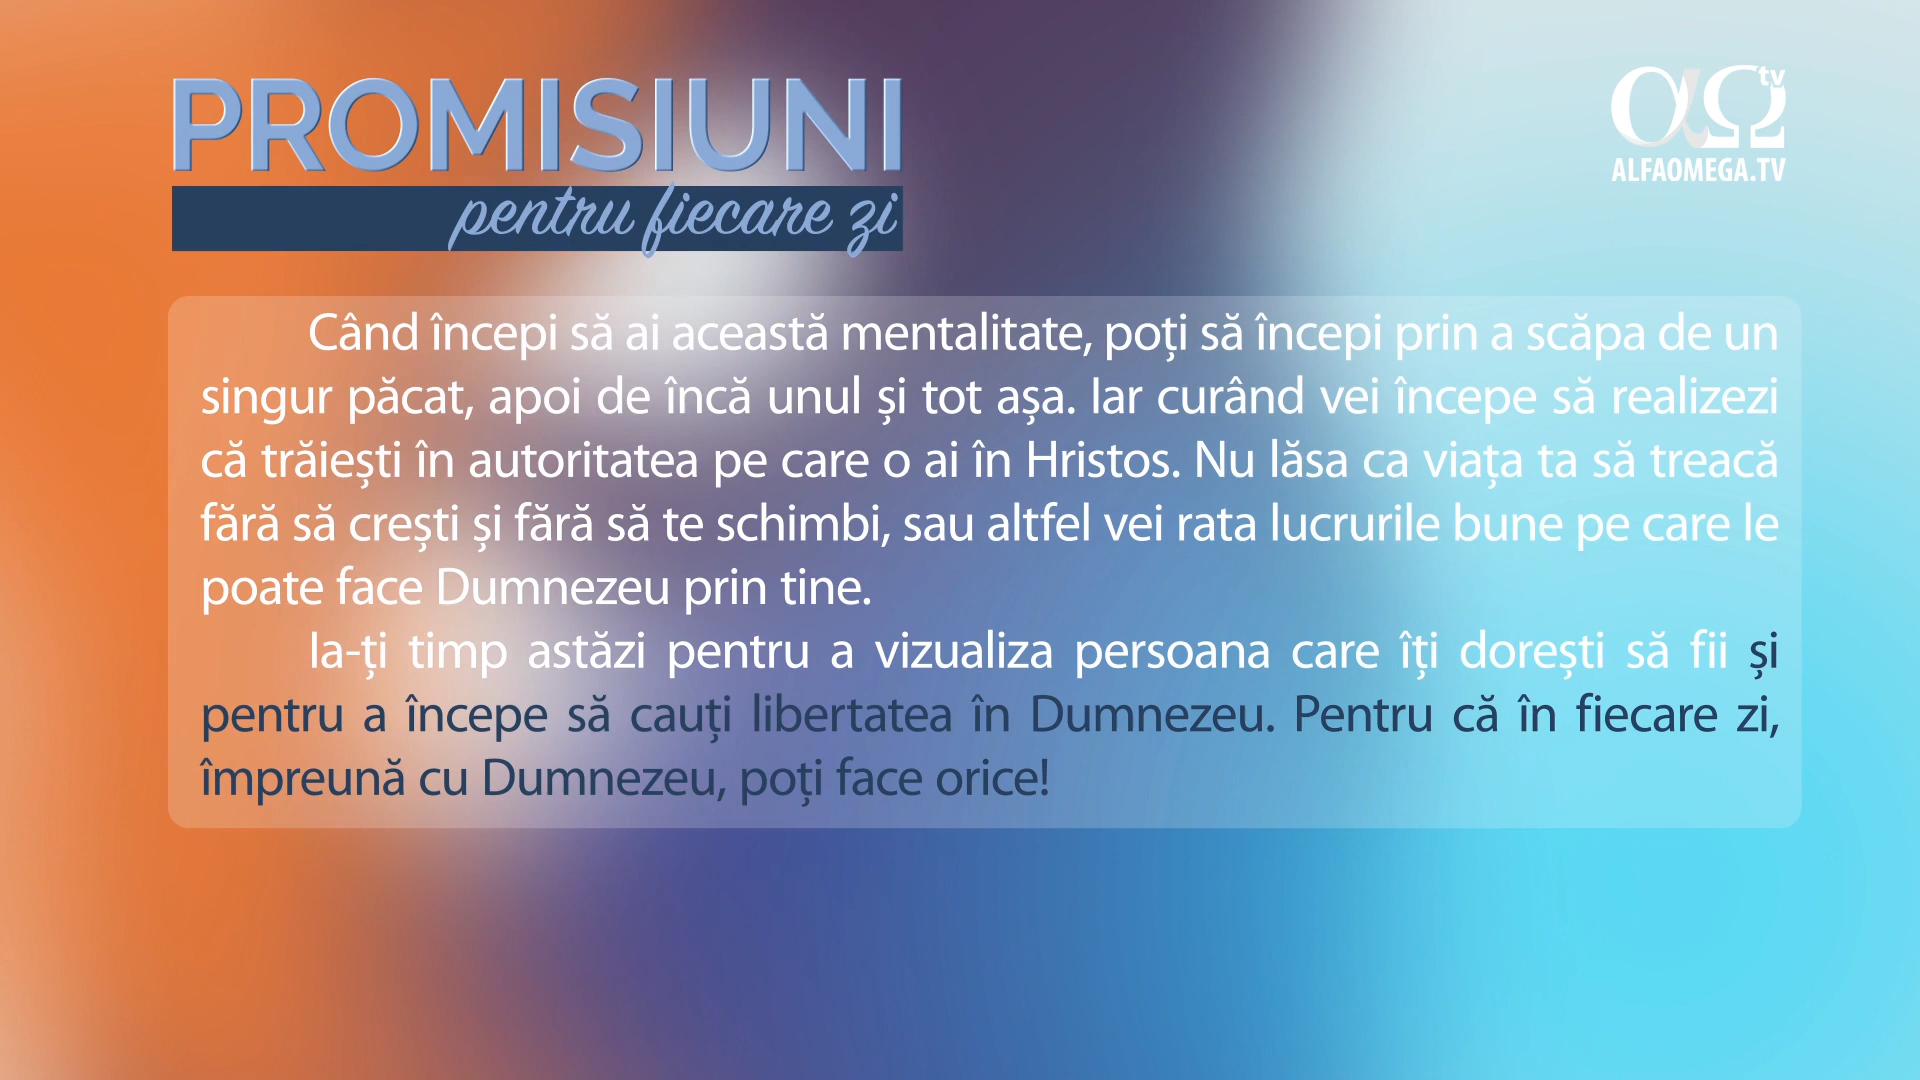 PROMISIUNI
pentru fiecare zi
αΩ tv
ALFAOMEGA.TV
Când începi să ai această mentalitate, poți să începi prin a scăpa de un
singur păcat, apoi de încă unul și tot așa. Iar curând vei începe să realizezi
că trăiești în autoritatea pe care o ai în Hristos. Nu lăsa ca viața ta să treacă
fără să crești și fără să te schimbi, sau altfel vei rata lucrurile bune pe care le
poate face Dumnezeu prin tine.
Ia-ți timp astăzi pentru a vizualiza persoana care îți dorești să fii și
pentru a începe să cauți libertatea în Dumnezeu. Pentru că în fiecare zi,
împreună cu Dumnezeu, poți face orice!